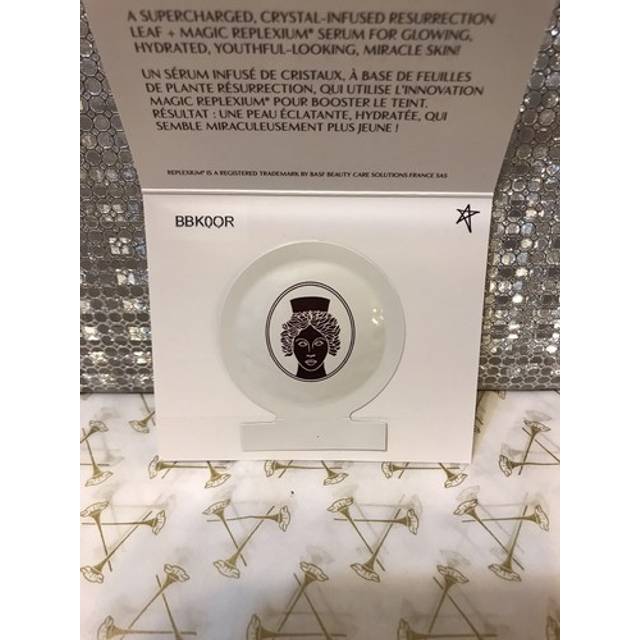 A SUPERCHARGED, CRYSTAL-INFUSED RESURRECTION
LEAF + MAGIC REPLEXIUM® SERUM FOR GLOWING,
HYDRATED, YOUTHFUL-LOOKING, MIRACLE SKIN!
UN SÉRUM INFUSÉ DE CRISTAUX, À BASE DE FEUILLES
DE PLANTE RÉSURRECTION, QUI UTILISE L'INNOVATION
MAGIC REPLEXIUM® POUR BOOSTER LE TEINT.
RÉSULTAT : UNE PEAU ÉCLATANTE, HYDRATÉE, QUI
SEMBLE MIRACULEUSEMENT PLUS JEUNE !
REPLEXIUM® IS A REGISTERED TRADEMARK BY BASF BEAUTY CARE SOLUTIONS FRANCE SAS
BBK0QR